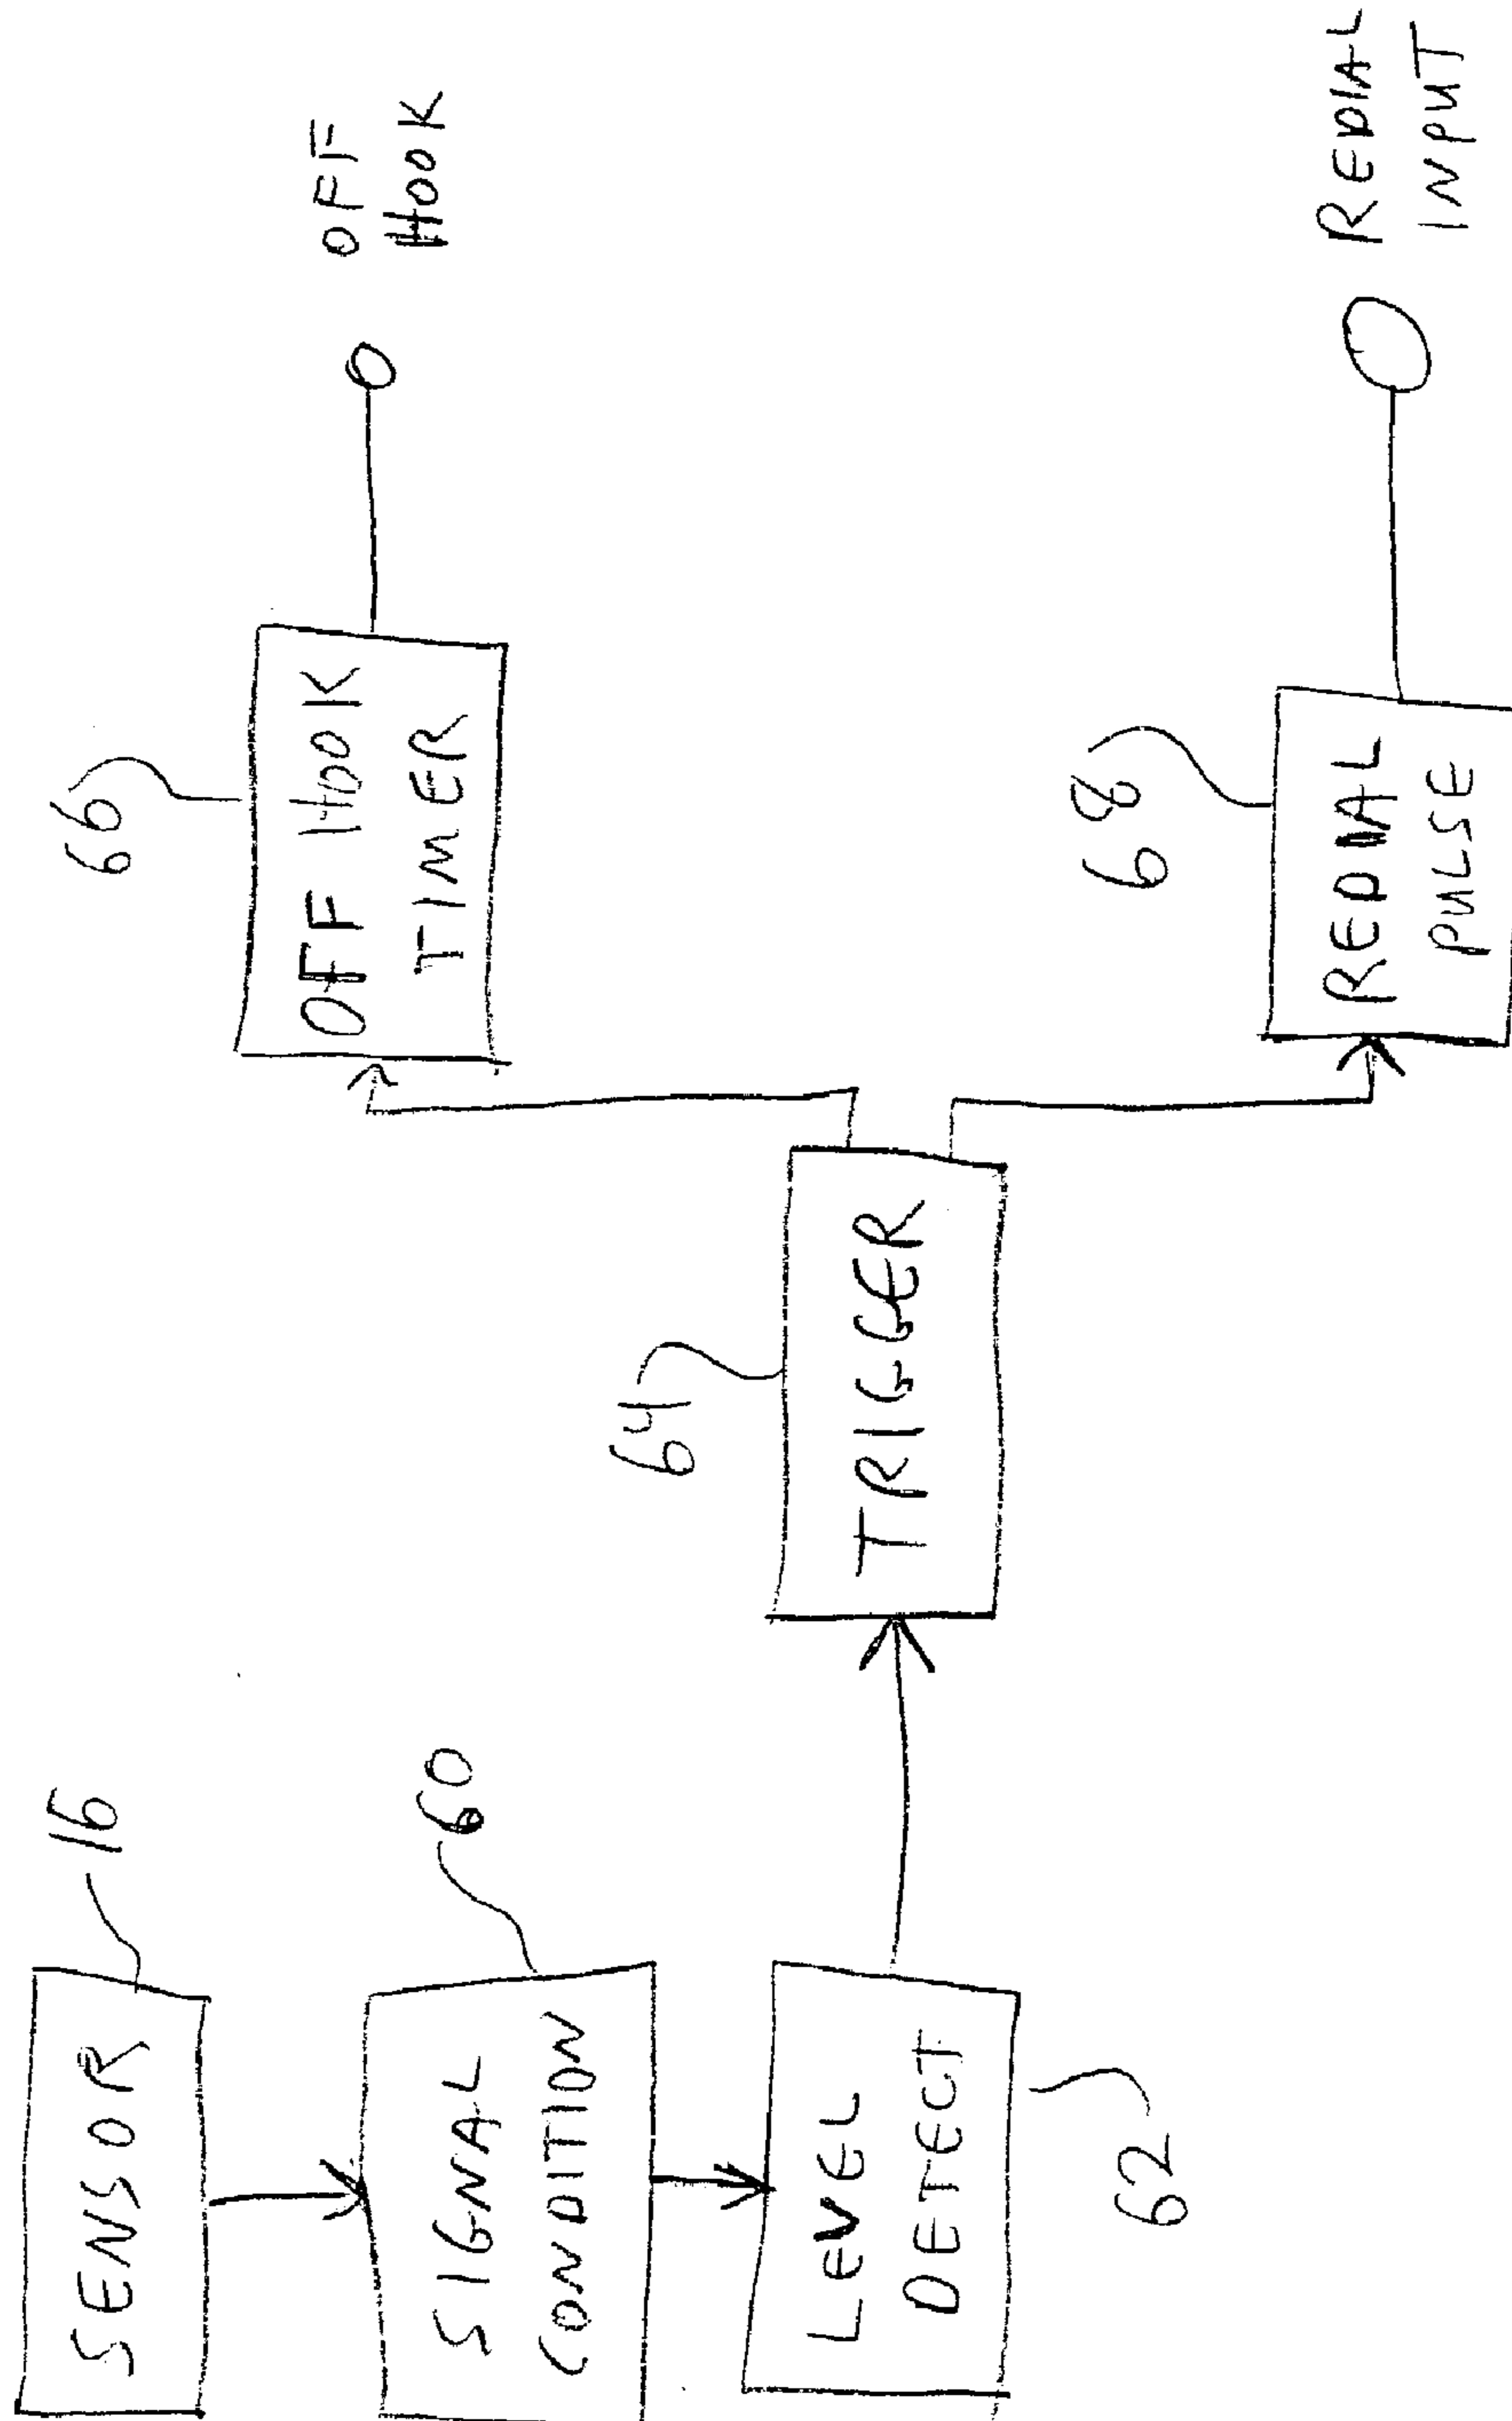 SENSOR
16
SIGNAL
CONDITION
60
LEVEL
DETECT
62
TRIGGER
64
OFF HOOK
TIMER
66
OFF
HOOK
REDIAL
PULSE
68
REDIAL
INPUT